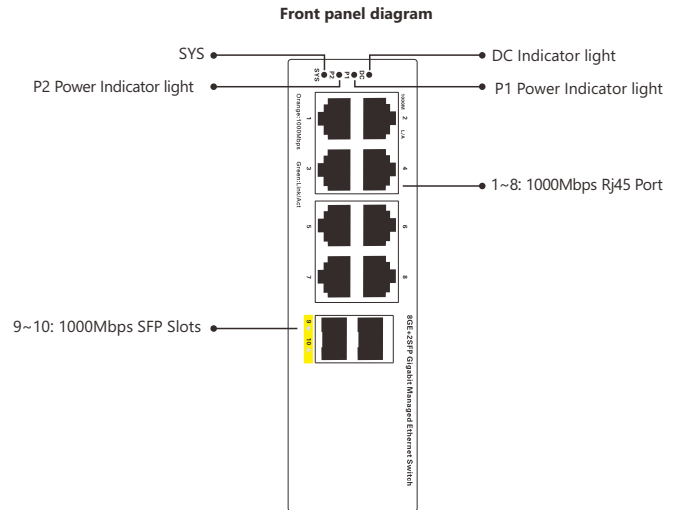 Front panel diagram
SYS
DC Indicator light
P2 Power Indicator light
P1 Power Indicator light
SYS P2 P1 DC
1000M
L/A
Orange:1000Mbps
Green:Link/Act
1
2
3
4
1~8: 1000Mbps Rj45 Port
5
6
7
8
9~10: 1000Mbps SFP Slots
9
10
8GE+2SFP Gigabit Managed Ethernet Switch